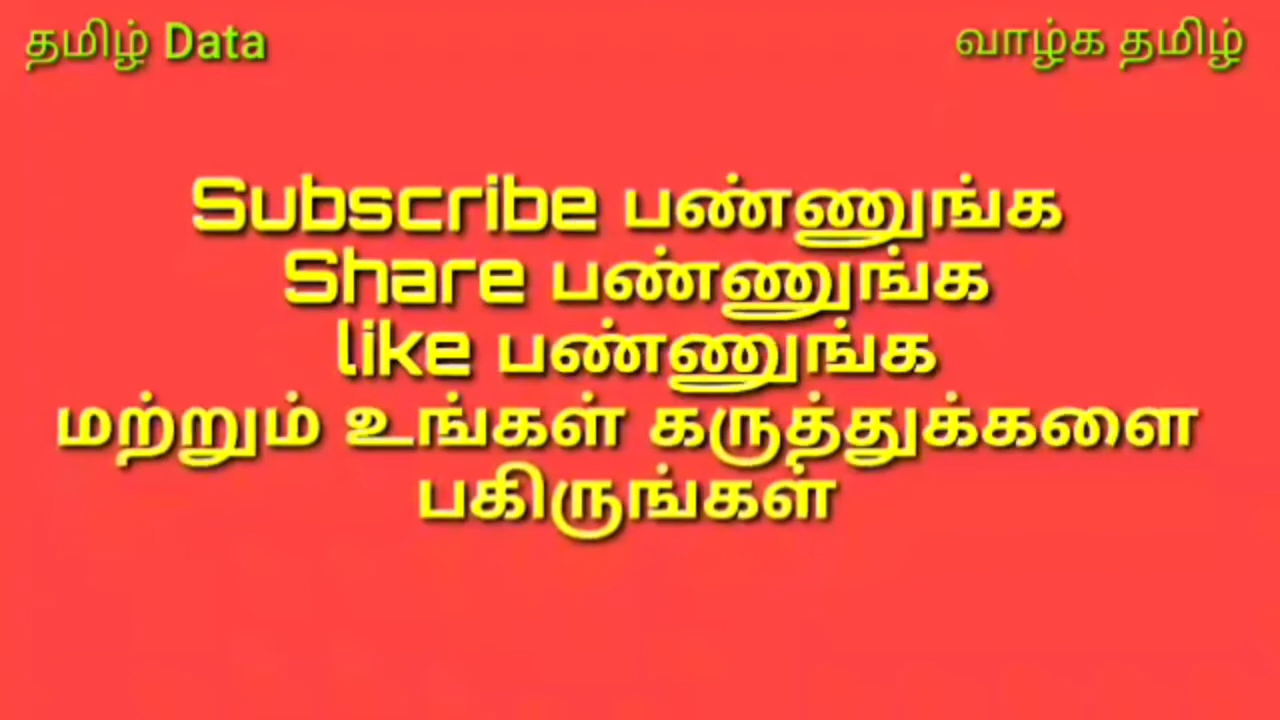 தமிழ் Data
வாழ்க தமிழ்
Subscribe பண்ணுங்க
Share பண்ணுங்க
like பண்ணுங்க
மற்றும் உங்கள் கருத்துக்களை
பகிருங்கள்